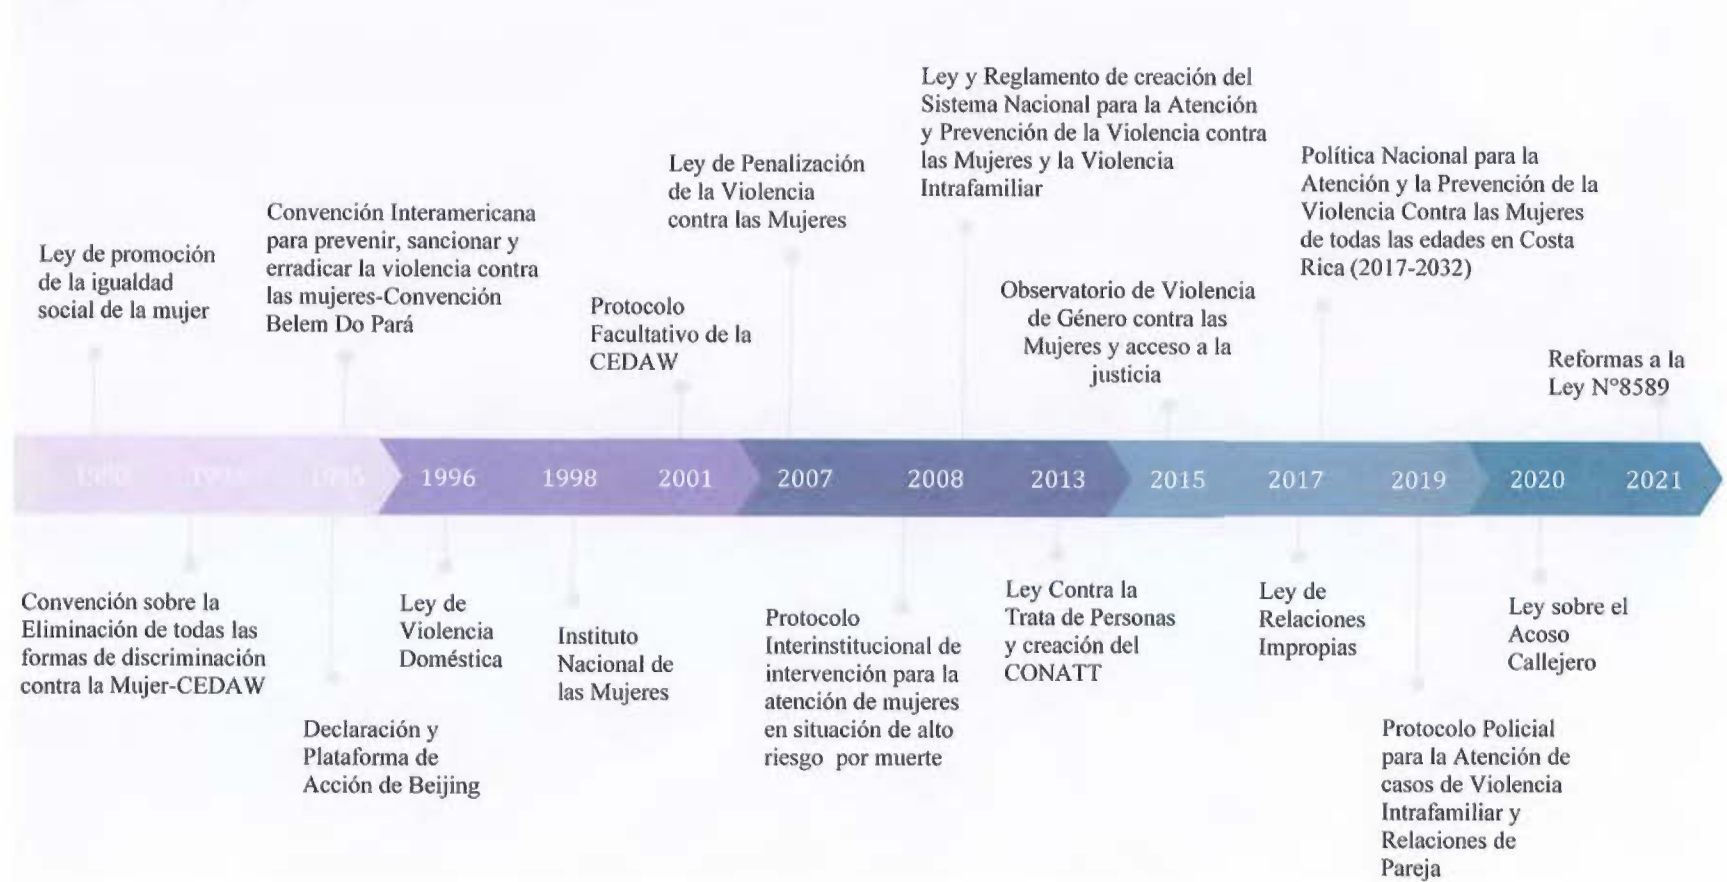 Ley y Reglamento de creación del
Sistema Nacional para la Atención
y Prevención de la Violencia contra
las Mujeres y la Violencia
Intrafamiliar
Ley de Penalización
de la Violencia
contra las Mujeres
Política Nacional para la
Atención y la Prevención de la
Violencia Contra las Mujeres
de todas las edades en Costa
Rica (2017-2032)
Convención Interamericana
para prevenir, sancionar y
erradicar la violencia contra
las mujeres-Convención
Belem Do Pará
Ley de promoción
de la igualdad
social de la mujer
Protocolo
Facultativo de la
CEDAW
Observatorio de Violencia
de Género contra las
Mujeres y acceso a la
justicia
Reformas a la
Ley N°8589
1990
1995
1996
1998
2001
2007
2008
2013
2015
2017
2019
2020
2021
Convención sobre la
Eliminación de todas las
formas de discriminación
contra la Mujer-CEDAW
Declaración y
Plataforma de
Acción de Beijing
Ley de
Violencia
Doméstica
Instituto
Nacional de
las Mujeres
Protocolo
Interinstitucional de
intervención para la
atención de mujeres
en situación de alto
riesgo por muerte
Ley Contra la
Trata de Personas
y creación del
CONATT
Ley de
Relaciones
Impropias
Protocolo Policial
para la Atención de
casos de Violencia
Intrafamiliar y
Relaciones de
Pareja
Ley sobre el
Acoso
Callejero